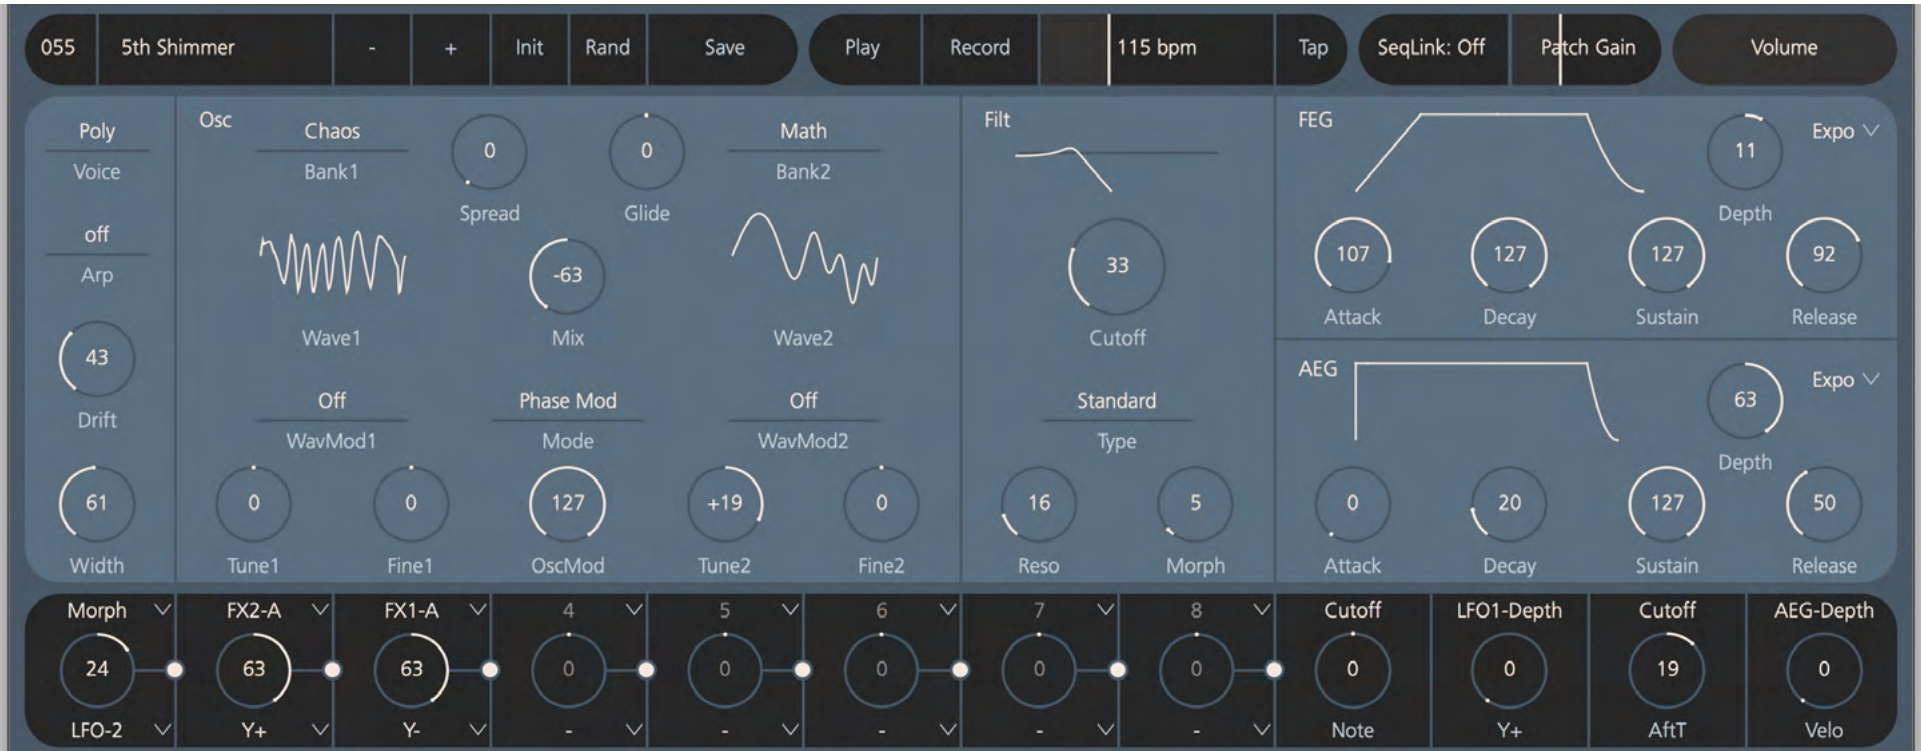 055 5th Shimmer - + Init Rand Save Play Record 115 bpm Tap SeqLink: Off Patch Gain Volume
Poly
Voice
off
Arp
43
Drift
61
Width
Osc
Chaos
Bank1
0
Spread
0
Glide
Math
Bank2
Wave1
-63
Mix
Wave2
Off
WavMod1
Phase Mod
Mode
Off
WavMod2
0
Tune1
0
Fine1
127
OscMod
+19
Tune2
0
Fine2
Filt
33
Cutoff
Standard
Type
16
Reso
5
Morph
FEG
11
Depth
Expo
107
Attack
127
Decay
127
Sustain
92
Release
AEG
63
Depth
Expo
0
Attack
20
Decay
127
Sustain
50
Release
Morph
24
LFO-2
FX2-A
63
Y+
FX1-A
63
Y-
4
0
-
5
0
-
6
0
-
7
0
-
8
0
-
Cutoff
0
Note
LFO1-Depth
0
Y+
Cutoff
19
AftT
AEG-Depth
0
Velo